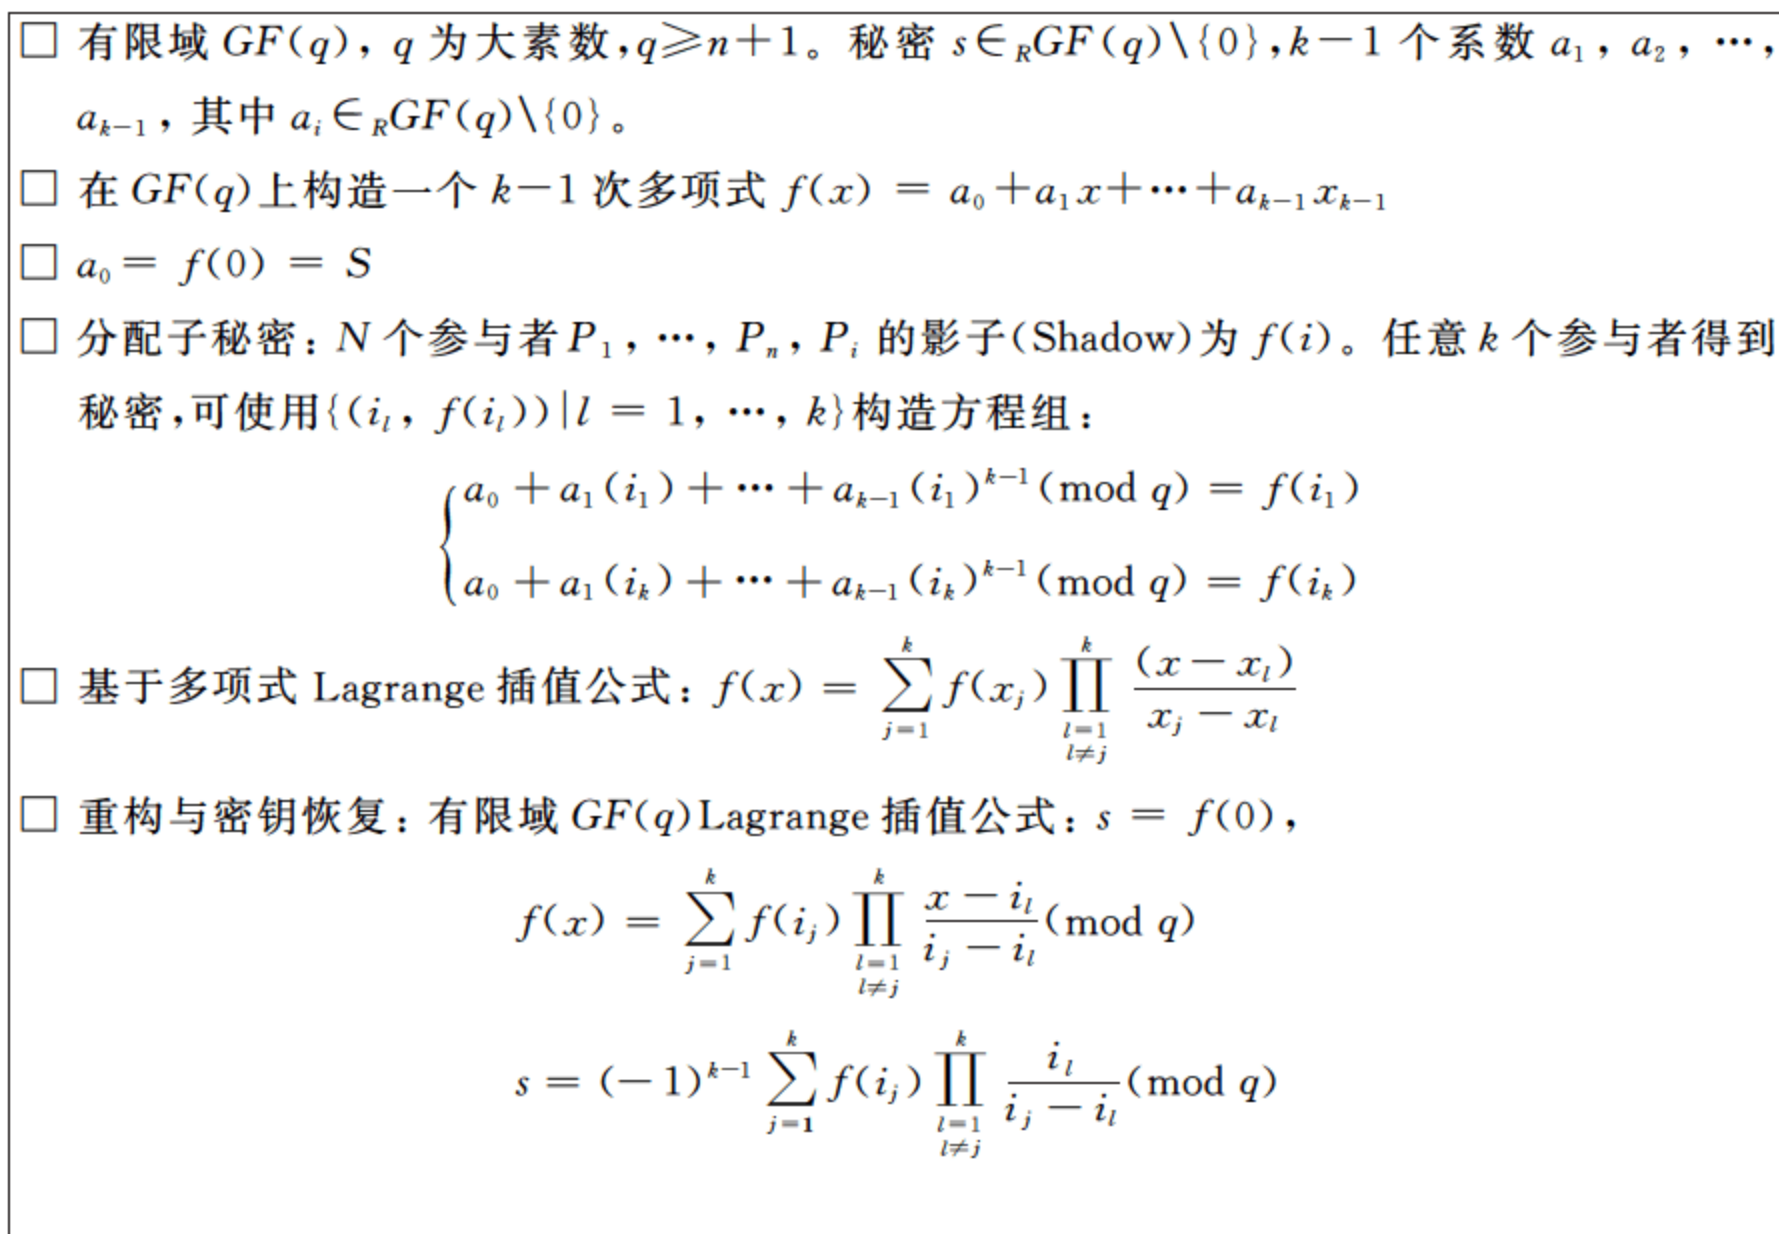 □ 有限域 GF(q), q 为大素数,q≥n+1。秘密 s∈_R GF(q)\{0},k−1 个系数 a₁, a₂, ⋯,
a_{k−1}, 其中 a_i∈_R GF(q)\{0}。
□ 在 GF(q)上构造一个 k−1 次多项式 f(x) = a₀+a₁x+⋯+a_{k−1}x_{k−1}
□ a₀ = f(0) = S
□ 分配子秘密: N 个参与者 P₁, ⋯, P_n, P_i 的影子(Shadow)为 f(i)。任意 k 个参与者得到
秘密,可使用{(i_l, f(i_l))|l = 1, ⋯, k}构造方程组:
{ a₀ + a₁(i₁) + ⋯ + a_{k−1}(i₁)^{k−1}(mod q) = f(i₁)
a₀ + a₁(i_k) + ⋯ + a_{k−1}(i_k)^{k−1}(mod q) = f(i_k)
□ 基于多项式 Lagrange 插值公式: f(x) = ∑_{j=1}^{k} f(x_j) ∏_{l=1, l≠j}^{k} (x − x_l)/(x_j − x_l)
□ 重构与密钥恢复: 有限域 GF(q)Lagrange 插值公式: s = f(0),
f(x) = ∑_{j=1}^{k} f(i_j) ∏_{l=1, l≠j}^{k} (x − i_l)/(i_j − i_l) (mod q)
s = (−1)^{k−1} ∑_{j=1}^{k} f(i_j) ∏_{l=1, l≠j}^{k} i_l/(i_j − i_l) (mod q)